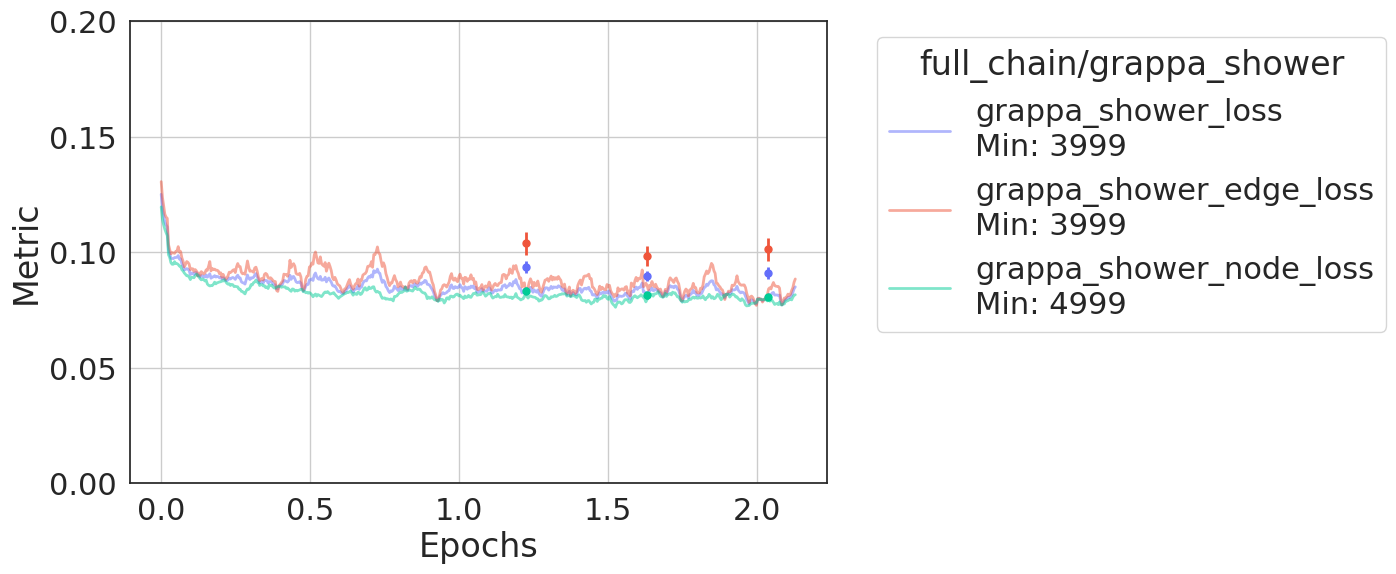 0.20
0.15
0.10
0.05
0.00
Metric
0.0 0.5 1.0 1.5 2.0
Epochs
full_chain/grappa_shower
grappa_shower_loss
Min: 3999
grappa_shower_edge_loss
Min: 3999
grappa_shower_node_loss
Min: 4999